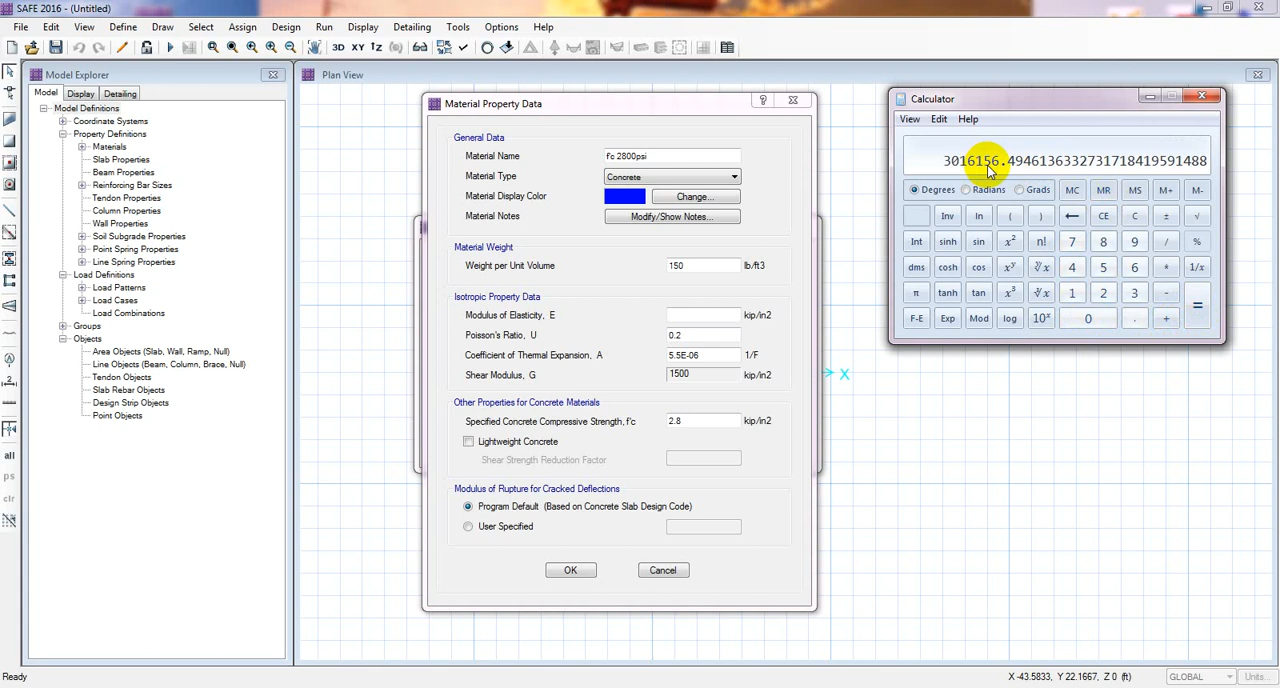 SAFE 2016 - (Untitled)
File Edit View Define Draw Select Assign Design Run Display Detailing Tools Options Help
3D XY
Model Explorer
Model Display Detailing
Model Definitions
Coordinate Systems
Property Definitions
Materials
Slab Properties
Beam Properties
Reinforcing Bar Sizes
Tendon Properties
Column Properties
Wall Properties
Soil Subgrade Properties
Point Spring Properties
Line Spring Properties
Load Definitions
Load Patterns
Load Cases
Load Combinations
Groups
Objects
Area Objects (Slab, Wall, Ramp, Null)
Line Objects (Beam, Column, Brace, Null)
Tendon Objects
Slab Rebar Objects
Design Strip Objects
Point Objects
all
ps
clr
Plan View
X
Material Property Data
General Data
Material Name f'c 2800psi
Material Type Concrete
Material Display Color Change...
Material Notes Modify/Show Notes...
Material Weight
Weight per Unit Volume 150 lb/ft3
Isotropic Property Data
Modulus of Elasticity, E kip/in2
Poisson's Ratio, U 0.2
Coefficient of Thermal Expansion, A 5.5E-06 1/F
Shear Modulus, G 1500 kip/in2
Other Properties for Concrete Materials
Specified Concrete Compressive Strength, f'c 2.8 kip/in2
Lightweight Concrete
Shear Strength Reduction Factor
Modulus of Rupture for Cracked Deflections
Program Default (Based on Concrete Slab Design Code)
User Specified
OK Cancel
Calculator
View Edit Help
3016156.4946136332731718419591488
Degrees Radians Grads MC MR MS M+ M-
Inv ln ( ) ← CE C ± √
Int sinh sin x² n! 7 8 9 / %
dms cosh cos xʸ ʸ√x 4 5 6 * 1/x
π tanh tan x³ ³√x 1 2 3 - =
F-E Exp Mod log 10ˣ 0 . +
Ready X -43.5833, Y 22.1667, Z 0 (ft) GLOBAL Units...